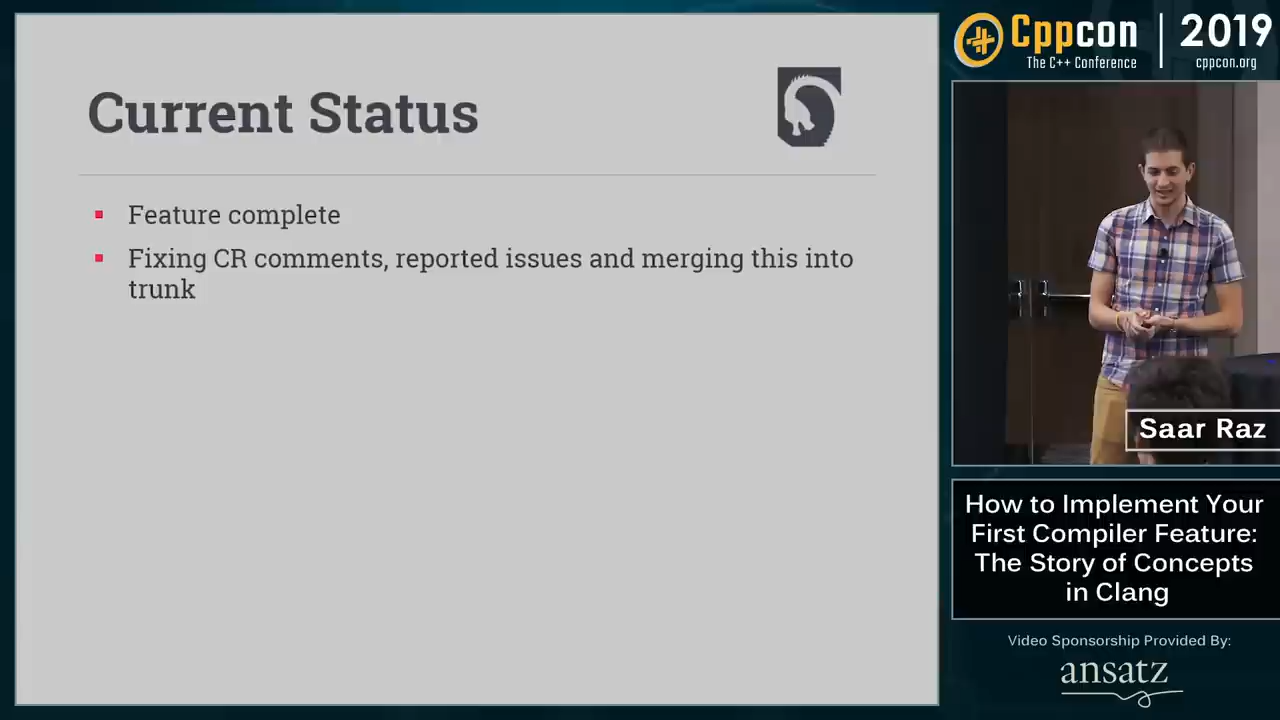 Current Status
Feature complete
Fixing CR comments, reported issues and merging this into
trunk
Cppcon | 2019
The C++ Conference
cppcon.org
Saar Raz
How to Implement Your
First Compiler Feature:
The Story of Concepts
in Clang
Video Sponsorship Provided By:
ansatz